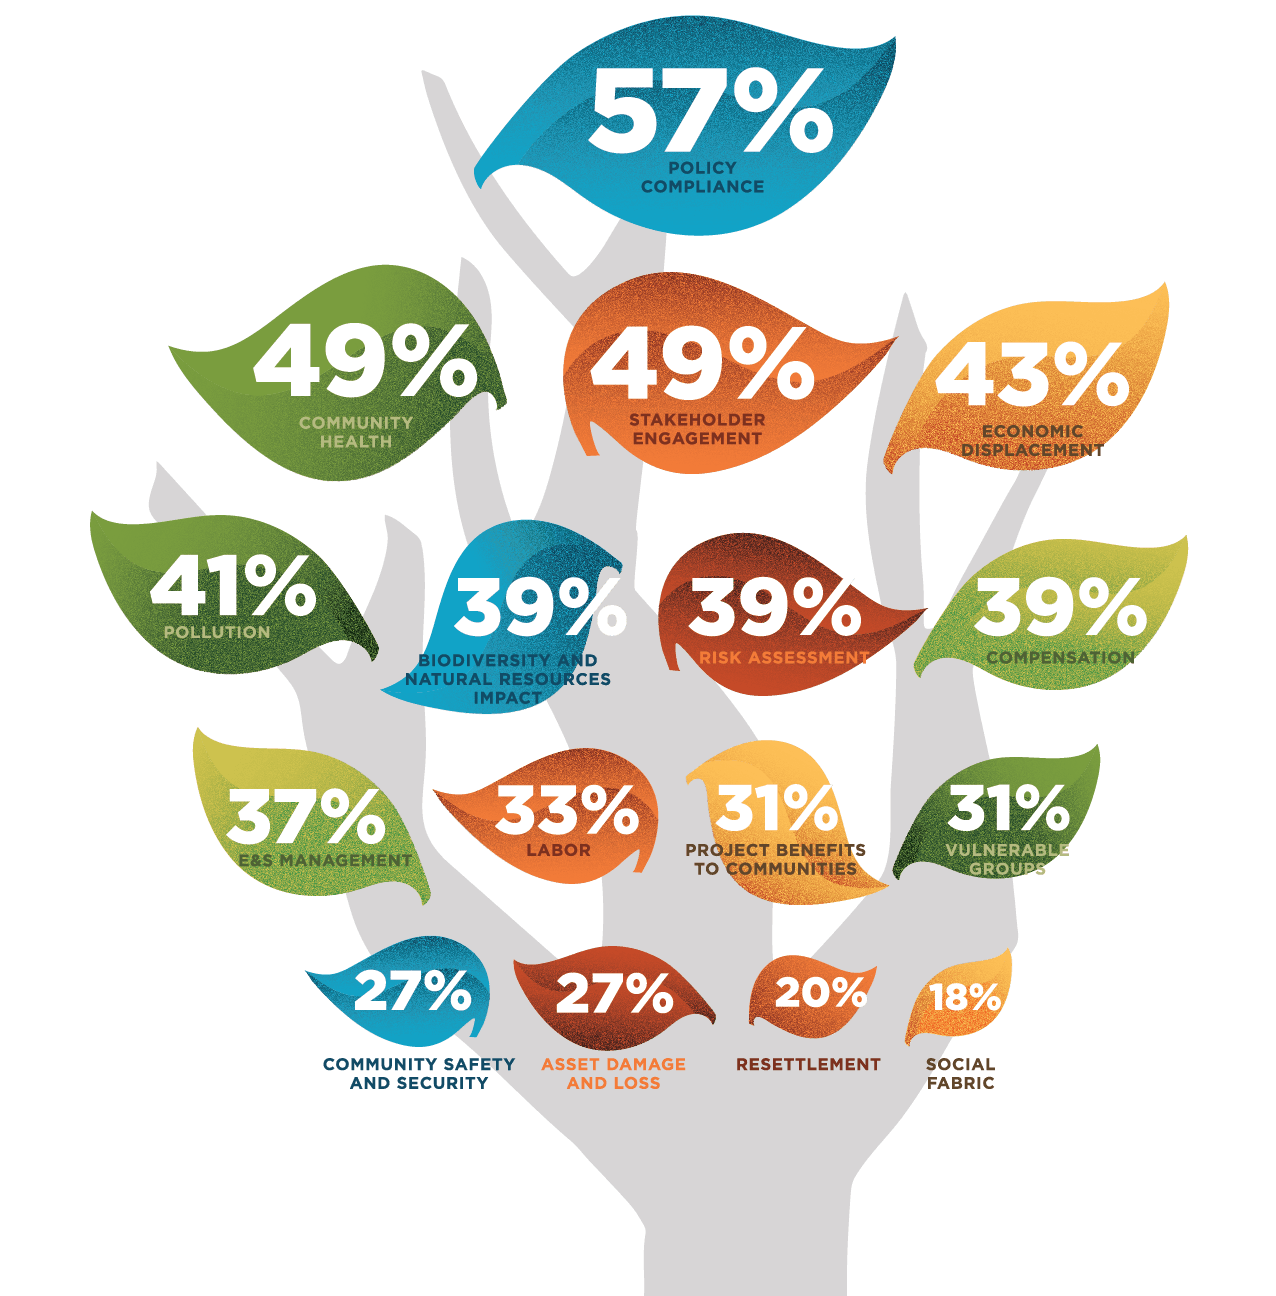 57%
POLICY
COMPLIANCE
49%
COMMUNITY
HEALTH
49%
STAKEHOLDER
ENGAGEMENT
43%
ECONOMIC
DISPLACEMENT
41%
POLLUTION
39%
BIODIVERSITY AND
NATURAL RESOURCES
IMPACT
39%
RISK ASSESSMENT
39%
COMPENSATION
37%
E&S MANAGEMENT
33%
LABOR
31%
PROJECT BENEFITS
TO COMMUNITIES
31%
VULNERABLE
GROUPS
27%
COMMUNITY SAFETY
AND SECURITY
27%
ASSET DAMAGE
AND LOSS
20%
RESETTLEMENT
18%
SOCIAL
FABRIC